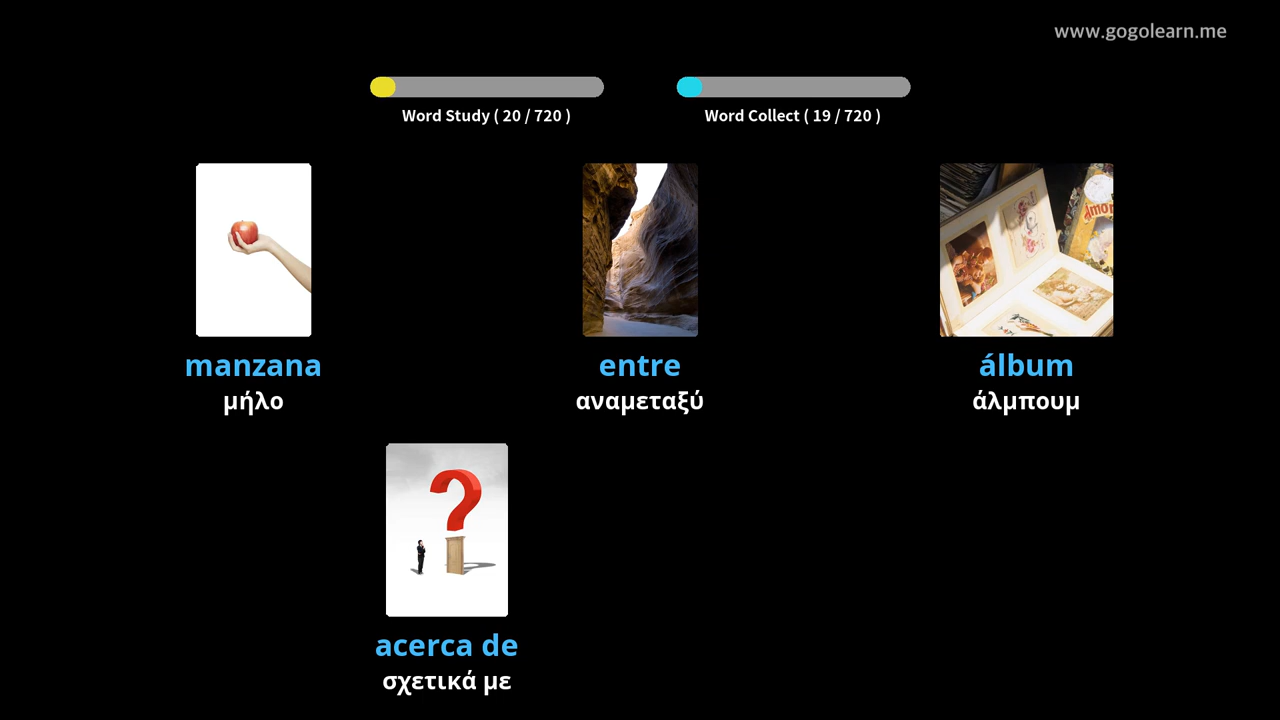 www.gogolearn.me
Word Study ( 20 / 720 )
Word Collect ( 19 / 720 )
manzana
μήλο
entre
αναμεταξύ
álbum
άλμπουμ
acerca de
σχετικά με